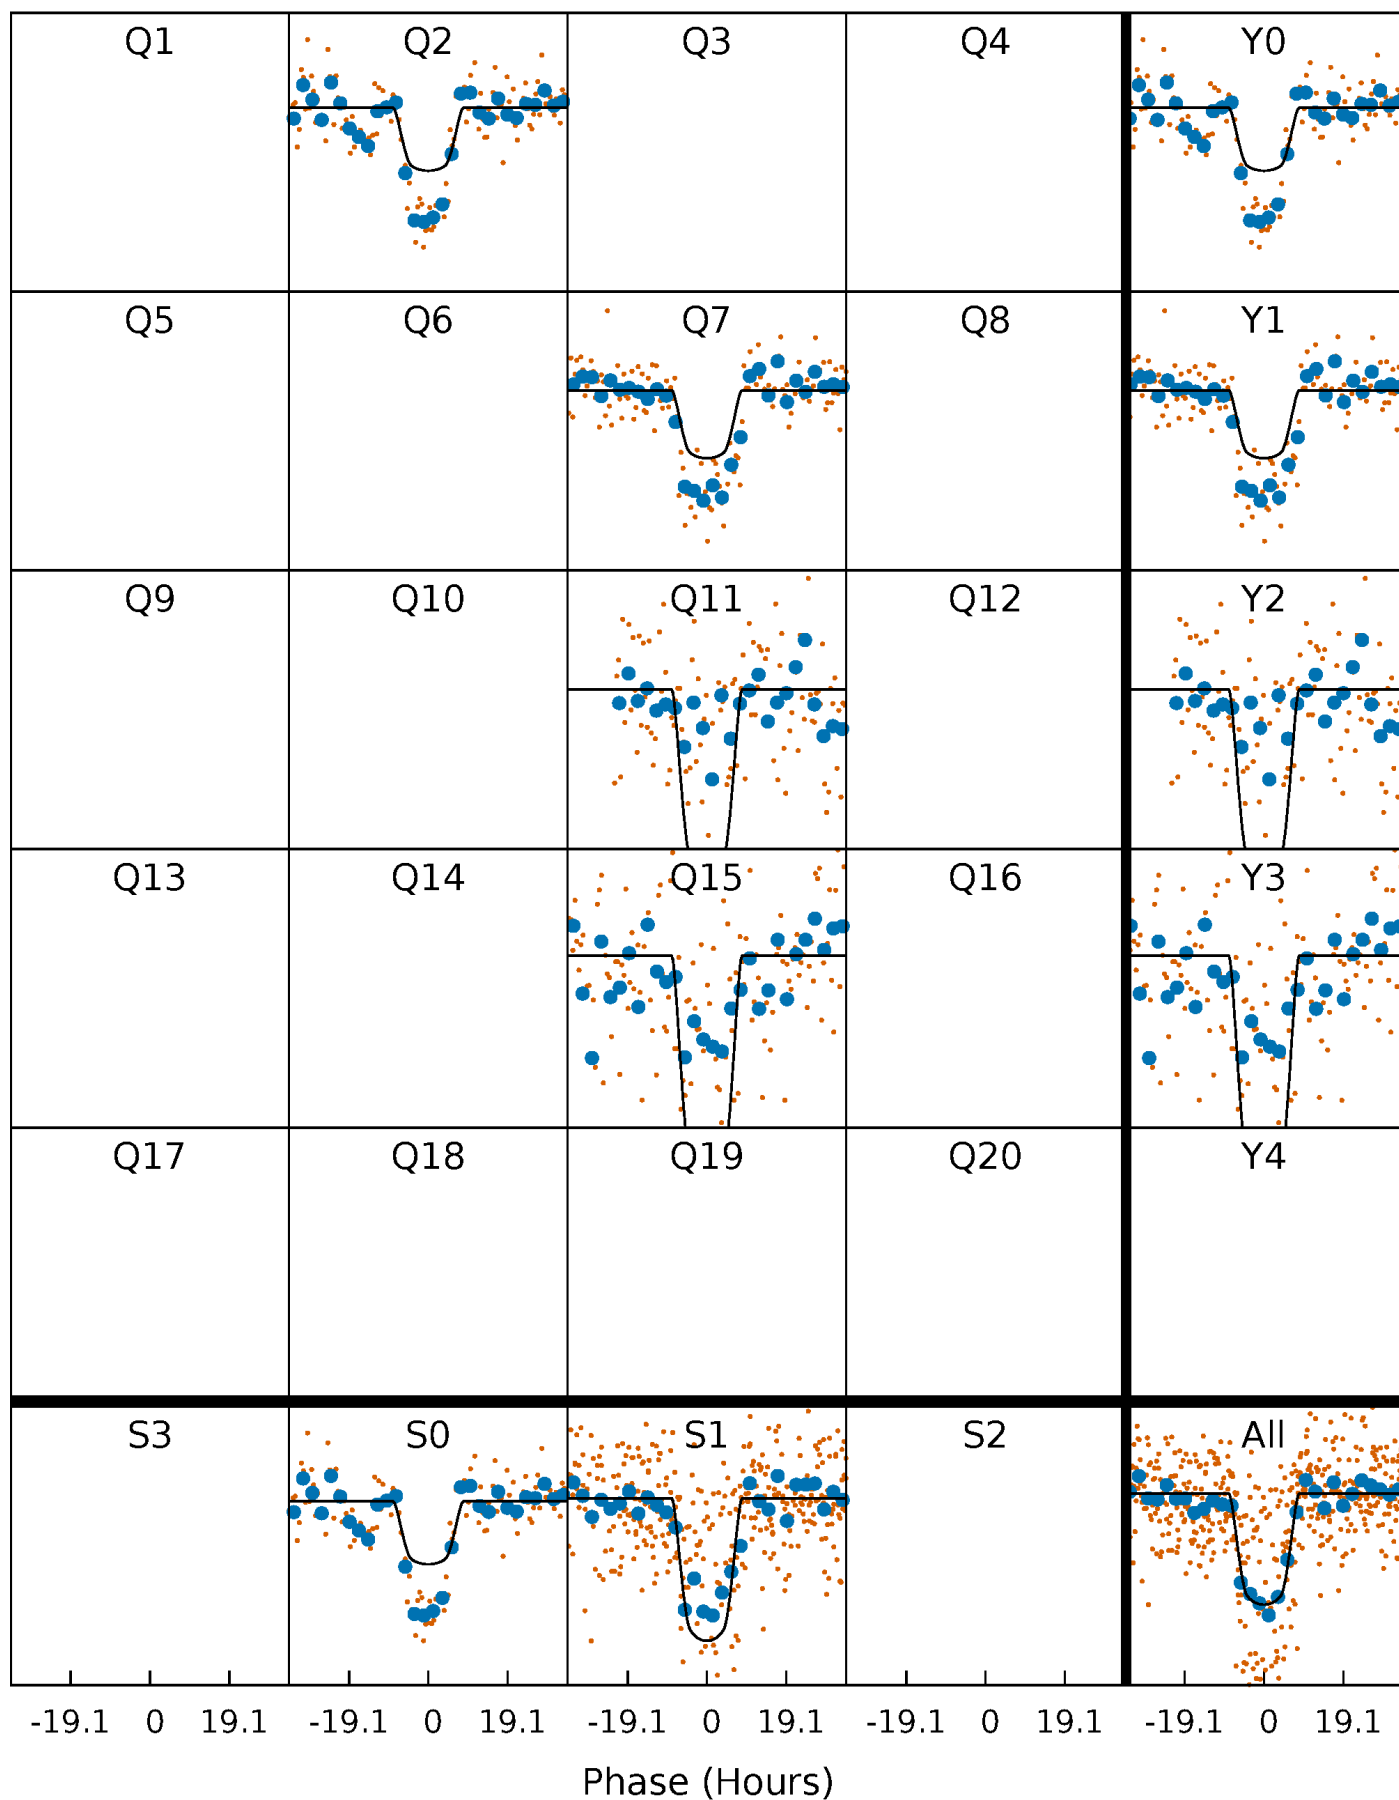 Q1 Q2 Q3 Q4 Y0
Q5 Q6 Q7 Q8 Y1
Q9 Q10 Q11 Q12 Y2
Q13 Q14 Q15 Q16 Y3
Q17 Q18 Q19 Q20 Y4
S3 S0 S1 S2 All
-19.1 0 19.1 -19.1 0 19.1 -19.1 0 19.1 -19.1 0 19.1 -19.1 0 19.1
Phase (Hours)